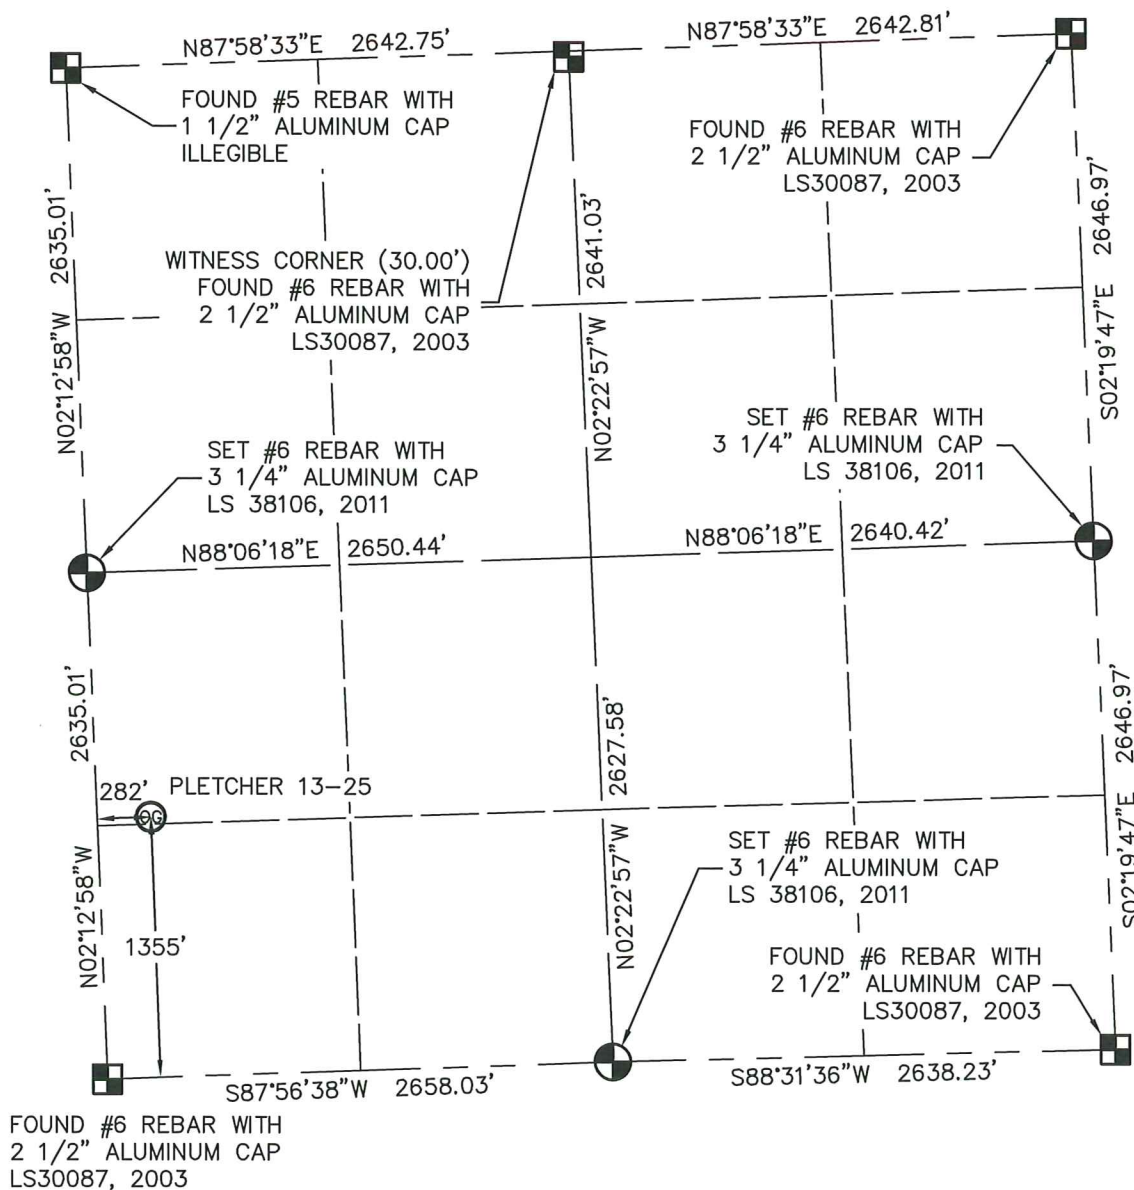 N87°58'33"E 2642.75'
N87°58'33"E 2642.81'
FOUND #5 REBAR WITH
1 1/2" ALUMINUM CAP
ILLEGIBLE
FOUND #6 REBAR WITH
2 1/2" ALUMINUM CAP
LS30087, 2003
N02°12'58"W 2635.01'
WITNESS CORNER (30.00')
FOUND #6 REBAR WITH
2 1/2" ALUMINUM CAP
LS30087, 2003
N02°22'57"W 2641.03'
S02°19'47"E 2646.97'
SET #6 REBAR WITH
3 1/4" ALUMINUM CAP
LS 38106, 2011
SET #6 REBAR WITH
3 1/4" ALUMINUM CAP
LS 38106, 2011
N88°06'18"E 2650.44'
N88°06'18"E 2640.42'
N02°12'58"W 2635.01'
282' PLETCHER 13-25
OG
1355'
N02°22'57"W 2627.58'
S02°19'47"E 2646.97'
SET #6 REBAR WITH
3 1/4" ALUMINUM CAP
LS 38106, 2011
FOUND #6 REBAR WITH
2 1/2" ALUMINUM CAP
LS30087, 2003
S87°56'38"W 2658.03'
S88°31'36"W 2638.23'
FOUND #6 REBAR WITH
2 1/2" ALUMINUM CAP
LS30087, 2003